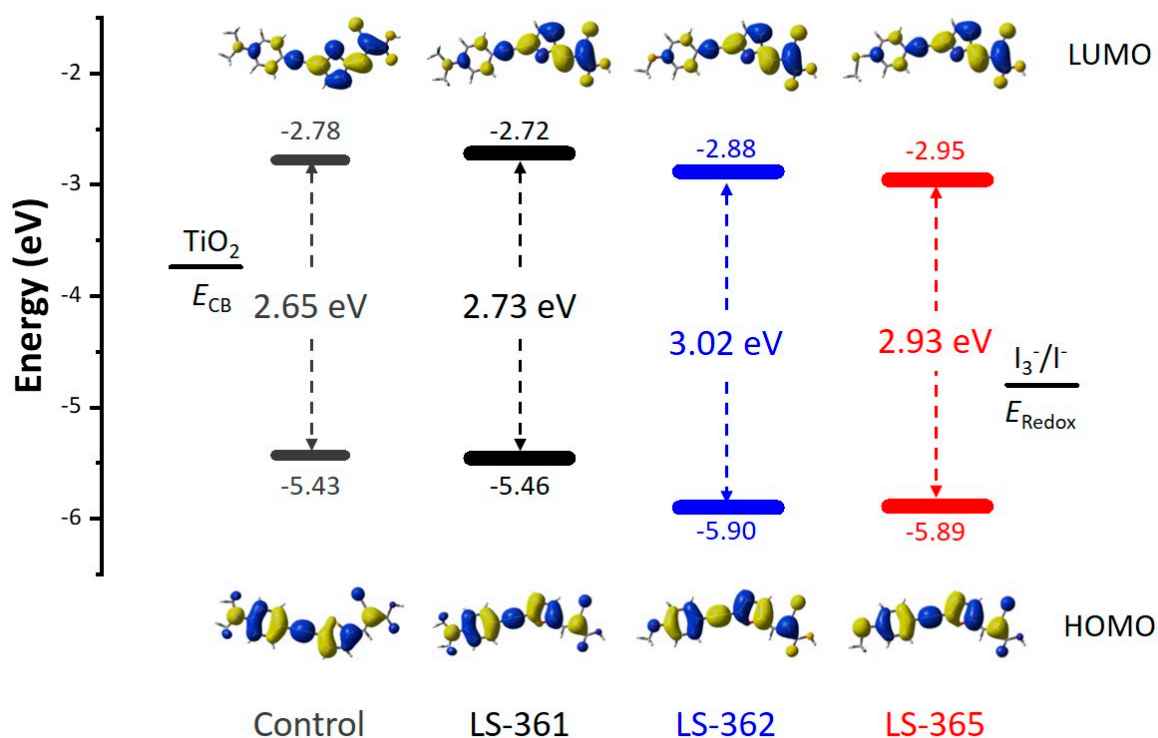 LUMO
-2
-2.78
-2.72
-2.88
-2.95
-3
Energy (eV)
TiO₂
E_CB
-4
2.65 eV
2.73 eV
3.02 eV
2.93 eV
I₃⁻/I⁻
E_Redox
-5
-5.43
-5.46
-5.90
-5.89
-6
HOMO
Control
LS-361
LS-362
LS-365